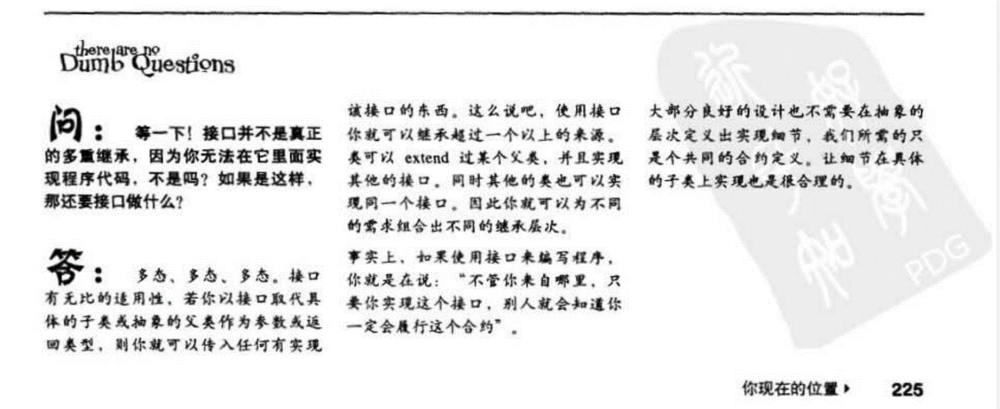 there are no
Dumb Questions
问： 等一下！接口并不是真正
的多重继承，因为你无法在它里面实
现程序代码，不是吗？如果是这样，
那还要接口做什么？
答： 多态、多态、多态。接口
有无比的适用性，若你以接口取代具
体的子类或抽象的父类作为参数或返
回类型，则你就可以传入任何有实现
该接口的东西。这么说吧，使用接口
你就可以继承超过一个以上的来源。
类可以 extend 过某个父类，并且实现
其他的接口。同时其他的类也可以实
现同一个接口。因此你就可以为不同
的需求组合出不同的继承层次。
事实上，如果使用接口来编写程序，
你就是在说：“不管你来自哪里，只
要你实现这个接口，别人就会知道你
一定会履行这个合约”。
大部分良好的设计也不需要在抽象的
层次定义出实现细节，我们所需的只
是个共同的合约定义。让细节在具体
的子类上实现也是很合理的。
PDG
你现在的位置 ▸ 225